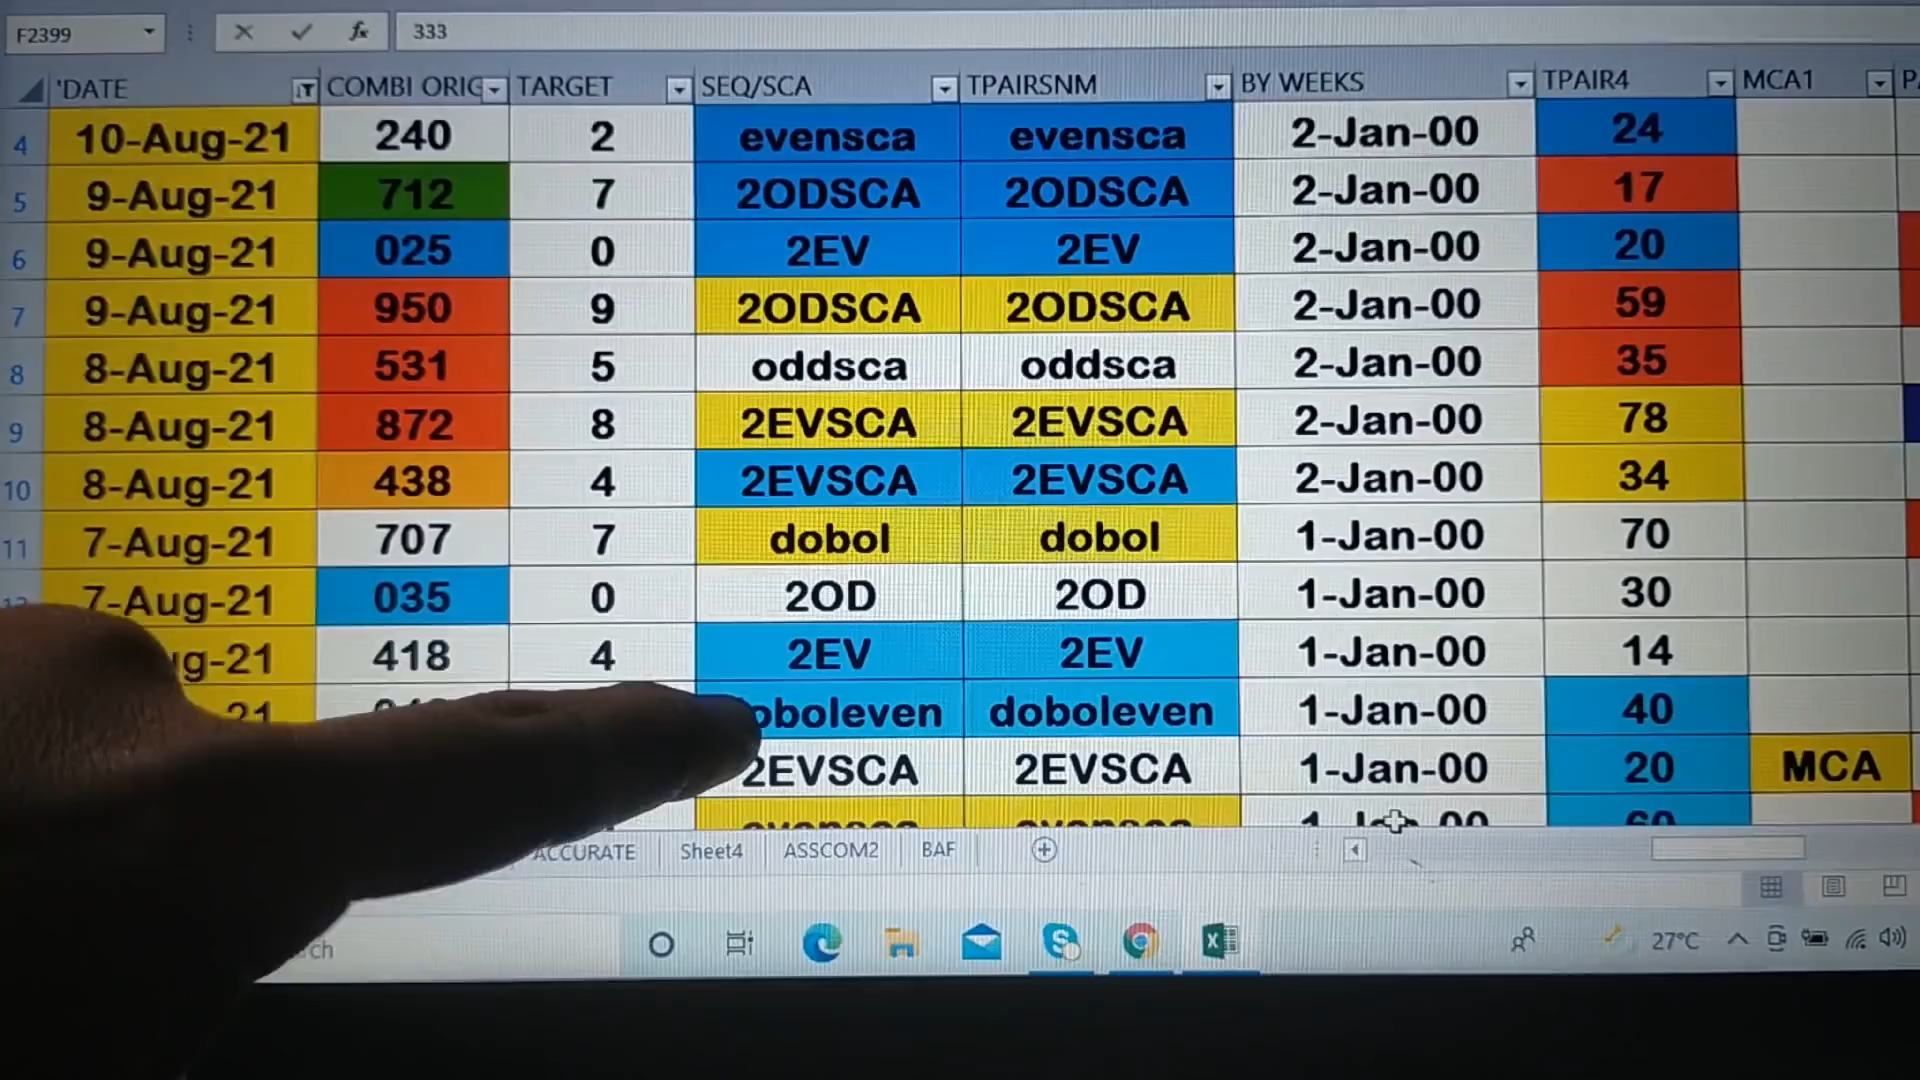 F2399 fx 333
'DATE COMBI ORIG TARGET SEQ/SCA TPAIRSNM BY WEEKS TPAIR4 MCA1
4 10-Aug-21 240 2 evensca evensca 2-Jan-00 24
5 9-Aug-21 712 7 2ODSCA 2ODSCA 2-Jan-00 17
6 9-Aug-21 025 0 2EV 2EV 2-Jan-00 20
7 9-Aug-21 950 9 2ODSCA 2ODSCA 2-Jan-00 59
8 8-Aug-21 531 5 oddsca oddsca 2-Jan-00 35
9 8-Aug-21 872 8 2EVSCA 2EVSCA 2-Jan-00 78
10 8-Aug-21 438 4 2EVSCA 2EVSCA 2-Jan-00 34
11 7-Aug-21 707 7 dobol dobol 1-Jan-00 70
7-Aug-21 035 0 2OD 2OD 1-Jan-00 30
418 4 2EV 2EV 1-Jan-00 14
doboleven 1-Jan-00 40
2EVSCA 2EVSCA 1-Jan-00 20 MCA
ACCURATE Sheet4 ASSCOM2 BAF
27°C